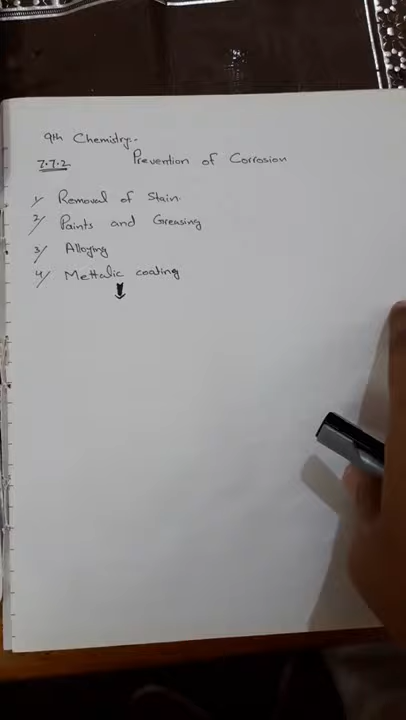 9th Chemistry.
7.7.2 Prevention of Corrosion
1/ Removal of Stain.
2/ Paints and Greasing
3/ Alloying
4/ Mettalic coating